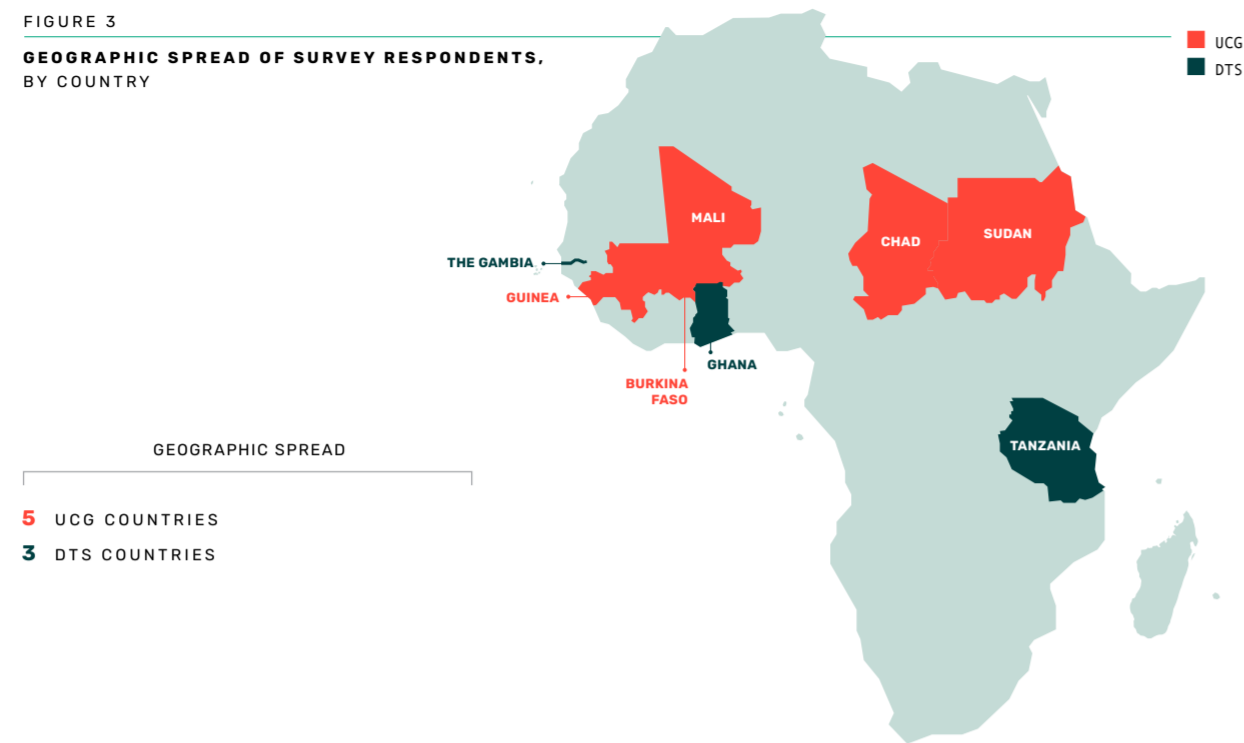 FIGURE 3
GEOGRAPHIC SPREAD OF SURVEY RESPONDENTS,
BY COUNTRY
UCG
DTS
MALI
CHAD
SUDAN
THE GAMBIA
GUINEA
GHANA
BURKINA
FASO
TANZANIA
GEOGRAPHIC SPREAD
5 UCG COUNTRIES
3 DTS COUNTRIES